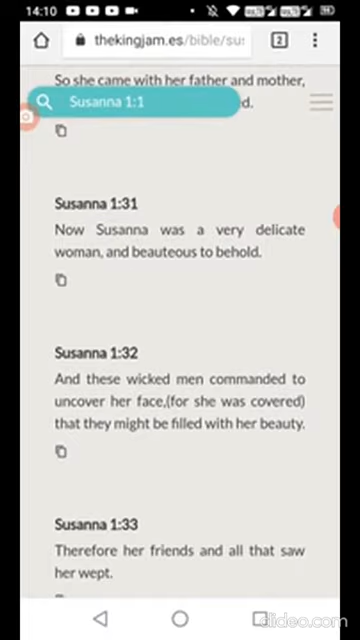 14:10
thekingjam.es/bible/su
2
So she came with her father and mother,
Susanna 1:1
ed.
Susanna 1:31
Now Susanna was a very delicate
woman, and beauteous to behold.
Susanna 1:32
And these wicked men commanded to
uncover her face,(for she was covered)
that they might be filled with her beauty.
Susanna 1:33
Therefore her friends and all that saw
her wept.
clideo.com